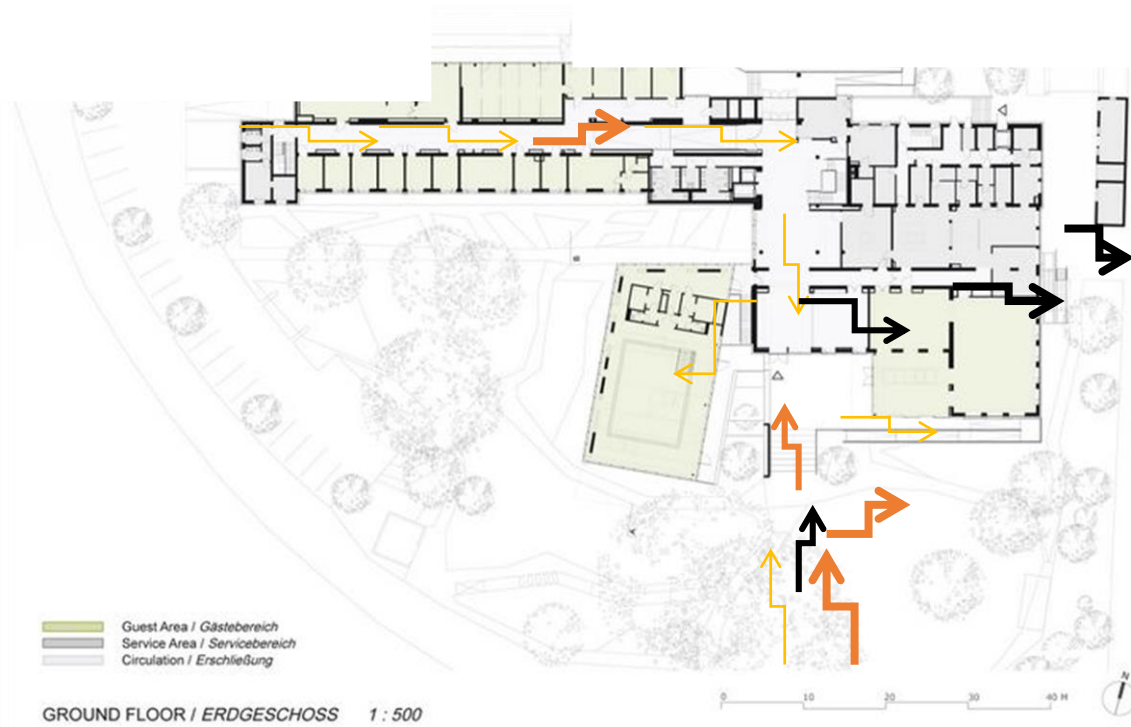 Guest Area / Gästebereich
Service Area / Servicebereich
Circulation / Erschließung
GROUND FLOOR / ERDGESCHOSS 1 : 500
0 10 20 30 40 M
N